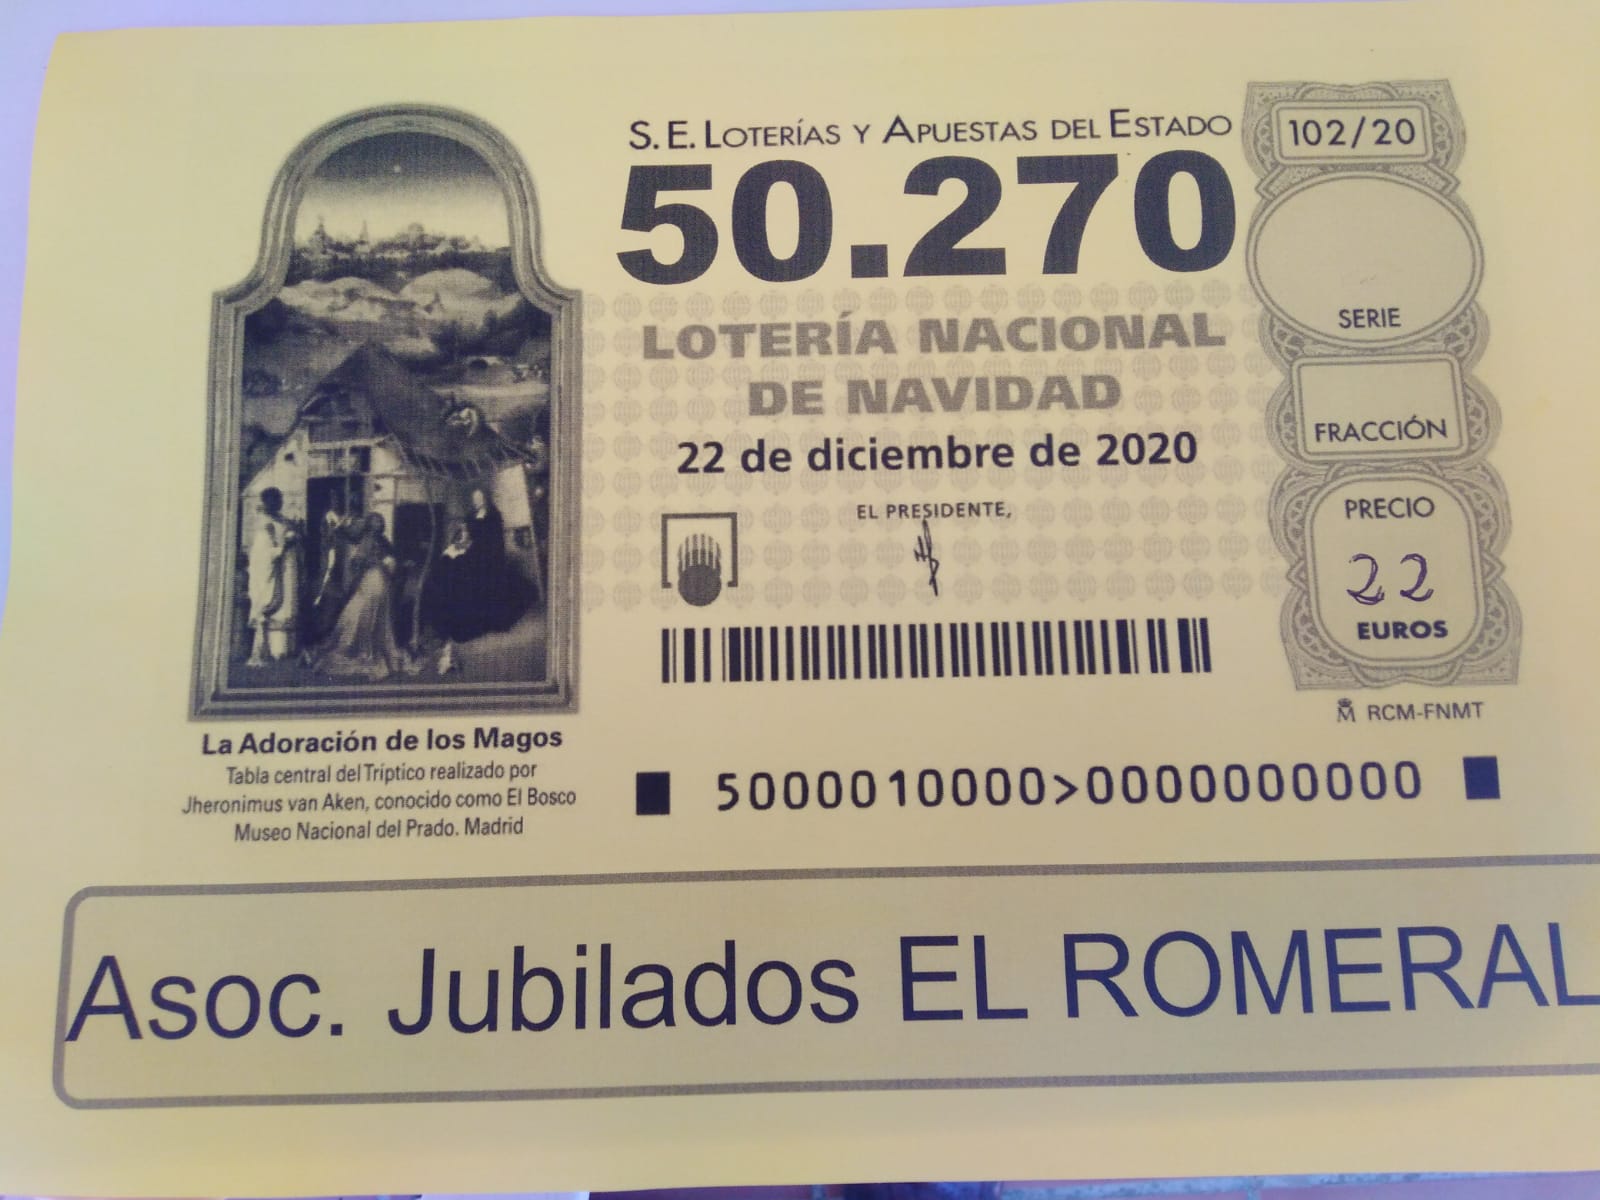 S. E. LOTERÍAS Y APUESTAS DEL ESTADO
50.270
LOTERÍA NACIONAL
DE NAVIDAD
22 de diciembre de 2020
EL PRESIDENTE,
102/20
SERIE
FRACCIÓN
PRECIO
22
EUROS
RCM-FNMT
La Adoración de los Magos
Tabla central del Tríptico realizado por
Jheronimus van Aken, conocido como El Bosco
Museo Nacional del Prado. Madrid
5000010000>0000000000
Asoc. Jubilados EL ROMERAL